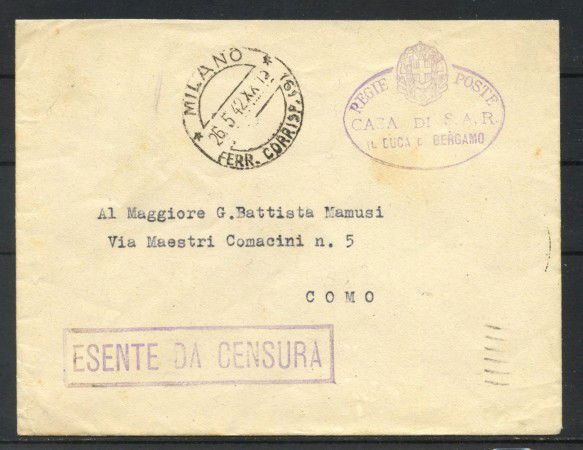 MILANO
(6)
26.5.42.XX
FERR. CORRISP.
REGIE POSTE
CASA DI S.A.R.
IL DUCA DI BERGAMO
Al Maggiore G.Battista Mamusi
Via Maestri Comacini n. 5
COMO
ESENTE DA CENSURA